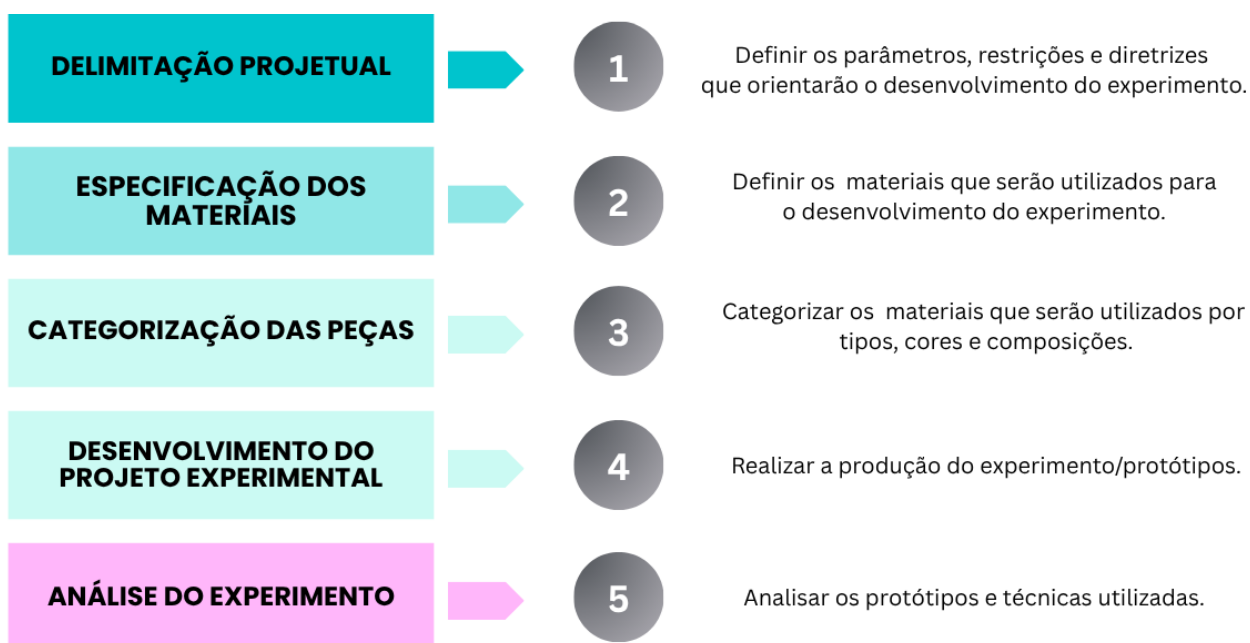 DELIMITAÇÃO PROJETUAL
1
Definir os parâmetros, restrições e diretrizes
que orientarão o desenvolvimento do experimento.
ESPECIFICAÇÃO DOS
MATERIAIS
2
Definir os materiais que serão utilizados para
o desenvolvimento do experimento.
CATEGORIZAÇÃO DAS PEÇAS
3
Categorizar os materiais que serão utilizados por
tipos, cores e composições.
DESENVOLVIMENTO DO
PROJETO EXPERIMENTAL
4
Realizar a produção do experimento/protótipos.
ANÁLISE DO EXPERIMENTO
5
Analisar os protótipos e técnicas utilizadas.